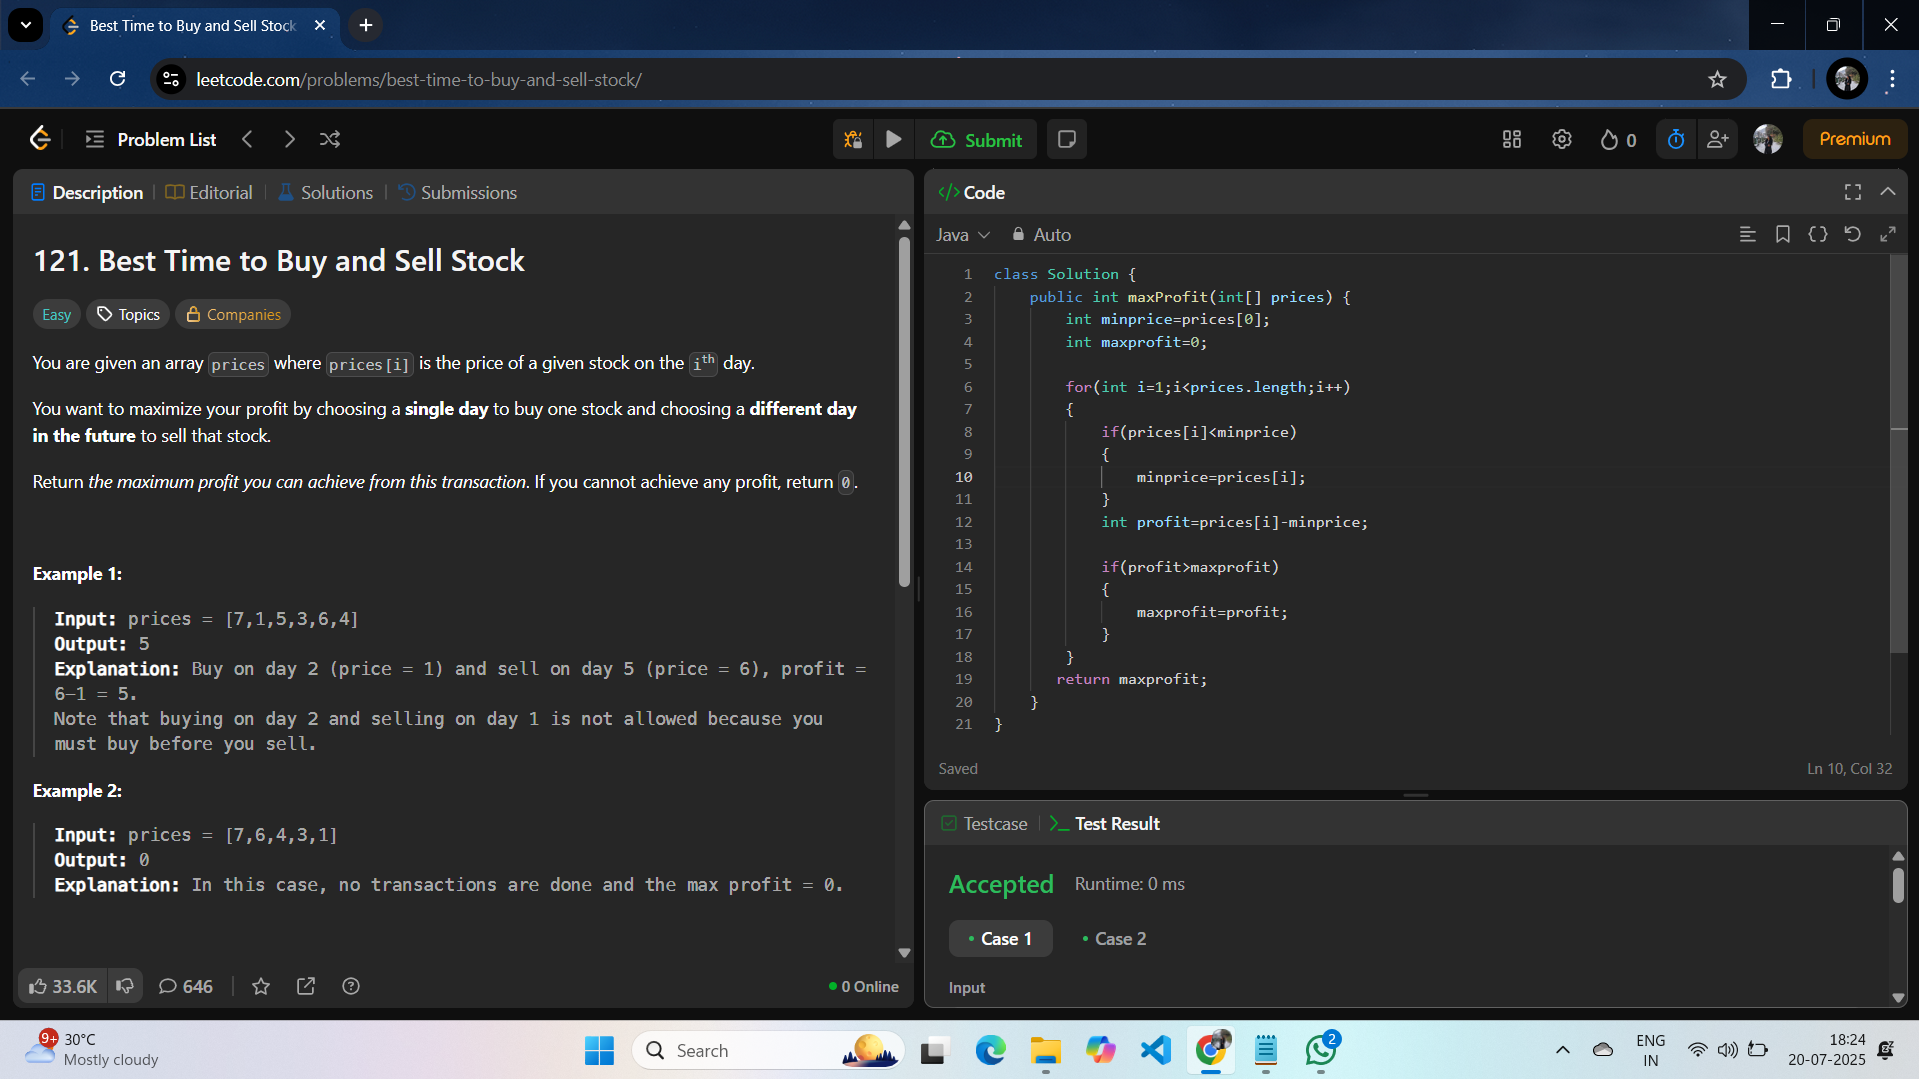 Best Time to Buy and Sell Stock
leetcode.com/problems/best-time-to-buy-and-sell-stock/
Problem List
Submit
0
Premium
Description
Editorial
Solutions
Submissions
121. Best Time to Buy and Sell Stock
Easy
Topics
Companies
You are given an array prices where prices[i] is the price of a given stock on the ith day.
You want to maximize your profit by choosing a single day to buy one stock and choosing a different day
in the future to sell that stock.
Return the maximum profit you can achieve from this transaction. If you cannot achieve any profit, return 0.
Example 1:
Input: prices = [7,1,5,3,6,4]
Output: 5
Explanation: Buy on day 2 (price = 1) and sell on day 5 (price = 6), profit =
6-1 = 5.
Note that buying on day 2 and selling on day 1 is not allowed because you
must buy before you sell.
Example 2:
Input: prices = [7,6,4,3,1]
Output: 0
Explanation: In this case, no transactions are done and the max profit = 0.
33.6K
646
0 Online
</> Code
Java
Auto
1 class Solution {
2 public int maxProfit(int[] prices) {
3 int minprice=prices[0];
4 int maxprofit=0;
5
6 for(int i=1;i<prices.length;i++)
7 {
8 if(prices[i]<minprice)
9 {
10 minprice=prices[i];
11 }
12 int profit=prices[i]-minprice;
13
14 if(profit>maxprofit)
15 {
16 maxprofit=profit;
17 }
18 }
19 return maxprofit;
20 }
21 }
Saved
Ln 10, Col 32
Testcase
Test Result
Accepted
Runtime: 0 ms
Case 1
Case 2
Input
9+
30°C
Mostly cloudy
Search
2
ENG
IN
18:24
20-07-2025